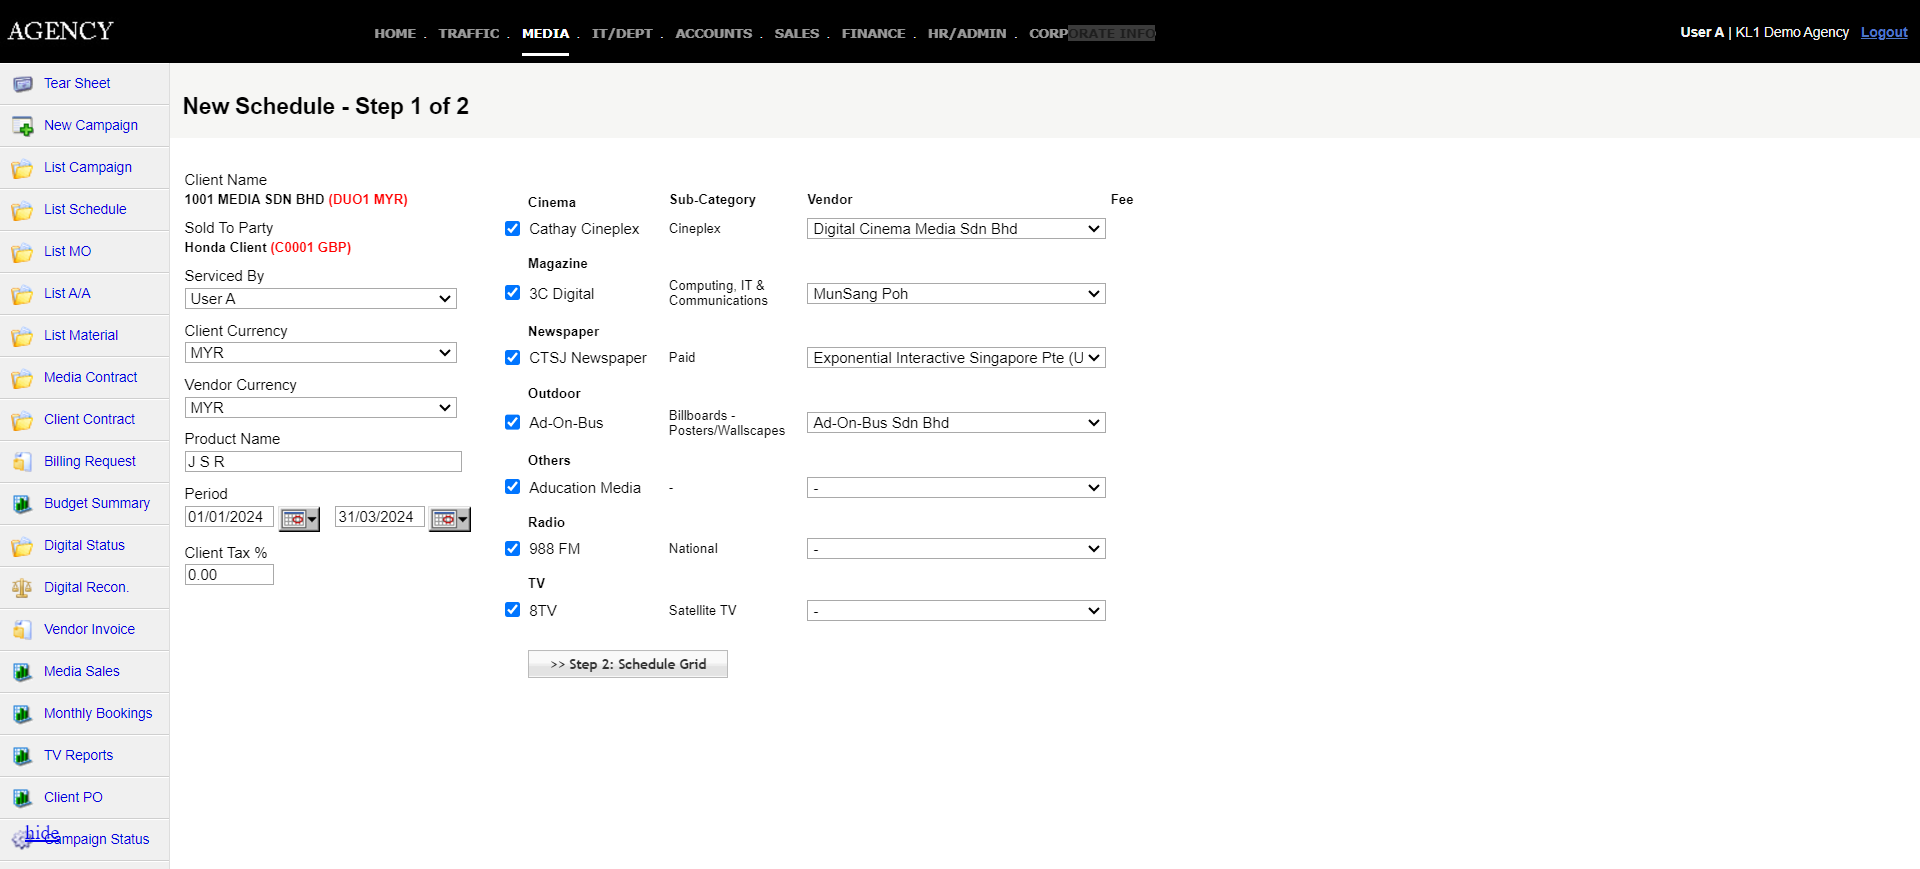 AGENCY
HOME . TRAFFIC . MEDIA . IT/DEPT . ACCOUNTS . SALES . FINANCE . HR/ADMIN . CORPORATE INFO
User A | KL1 Demo Agency Logout
Tear Sheet
New Campaign
List Campaign
List Schedule
List MO
List A/A
List Material
Media Contract
Client Contract
Billing Request
Budget Summary
Digital Status
Digital Recon.
Vendor Invoice
Media Sales
Monthly Bookings
TV Reports
Client PO
hide
Campaign Status
New Schedule - Step 1 of 2
Client Name
1001 MEDIA SDN BHD (DUO1 MYR)
Sold To Party
Honda Client (C0001 GBP)
Serviced By
User A
Client Currency
MYR
Vendor Currency
MYR
Product Name
J S R
Period
01/01/2024 31/03/2024
Client Tax %
0.00
Cinema Sub-Category Vendor Fee
Cathay Cineplex Cineplex Digital Cinema Media Sdn Bhd
Magazine
3C Digital Computing, IT &
Communications MunSang Poh
Newspaper
CTSJ Newspaper Paid Exponential Interactive Singapore Pte (U
Outdoor
Ad-On-Bus Billboards -
Posters/Wallscapes Ad-On-Bus Sdn Bhd
Others
Aducation Media - -
Radio
988 FM National -
TV
8TV Satellite TV -
>> Step 2: Schedule Grid